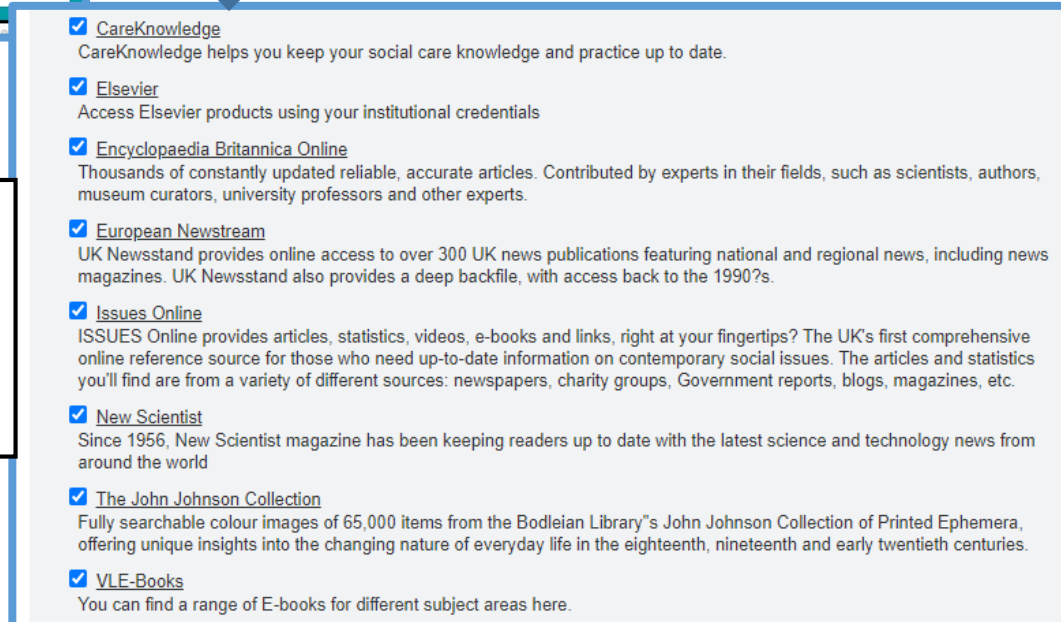 CareKnowledge
CareKnowledge helps you keep your social care knowledge and practice up to date.
Elsevier
Access Elsevier products using your institutional credentials
Encyclopaedia Britannica Online
Thousands of constantly updated reliable, accurate articles. Contributed by experts in their fields, such as scientists, authors,
museum curators, university professors and other experts.
European Newstream
UK Newsstand provides online access to over 300 UK news publications featuring national and regional news, including news
magazines. UK Newsstand also provides a deep backfile, with access back to the 1990?s.
Issues Online
ISSUES Online provides articles, statistics, videos, e-books and links, right at your fingertips? The UK's first comprehensive
online reference source for those who need up-to-date information on contemporary social issues. The articles and statistics
you'll find are from a variety of different sources: newspapers, charity groups, Government reports, blogs, magazines, etc.
New Scientist
Since 1956, New Scientist magazine has been keeping readers up to date with the latest science and technology news from
around the world
The John Johnson Collection
Fully searchable colour images of 65,000 items from the Bodleian Library"s John Johnson Collection of Printed Ephemera,
offering unique insights into the changing nature of everyday life in the eighteenth, nineteenth and early twentieth centuries.
VLE-Books
You can find a range of E-books for different subject areas here.